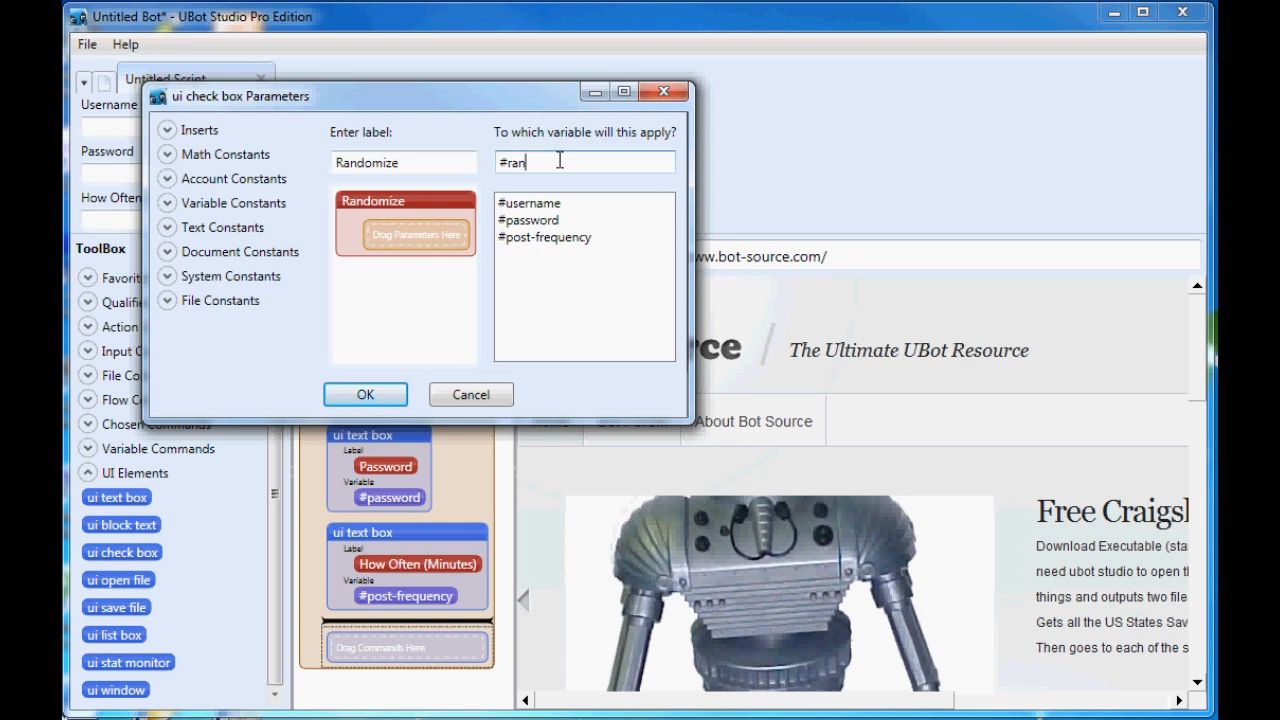 Untitled Bot* - UBot Studio Pro Edition
File Help
Untitled Script
Username
Password
How Often
ui check box Parameters
Inserts
Math Constants
Account Constants
Variable Constants
Text Constants
Document Constants
System Constants
File Constants
Enter label:
Randomize
Randomize
Drag Parameters Here
To which variable will this apply?
#ran
#username
#password
#post-frequency
OK Cancel
ToolBox
Favorit
Qualifie
Action
Input C
File Co
Flow C
Chosen Commands
Variable Commands
UI Elements
ui text box
ui block text
ui check box
ui open file
ui save file
ui list box
ui stat monitor
ui window
ui text box
Label
Password
Variable
#password
ui text box
Label
How Often (Minutes)
Variable
#post-frequency
Drag Commands Here
ww.bot-source.com/
rce / The Ultimate UBot Resource
About Bot Source
Free Craigsl
Download Executable (sta
need ubot studio to open th
things and outputs two file
Gets all the US States Sav
Then goes to each of the s